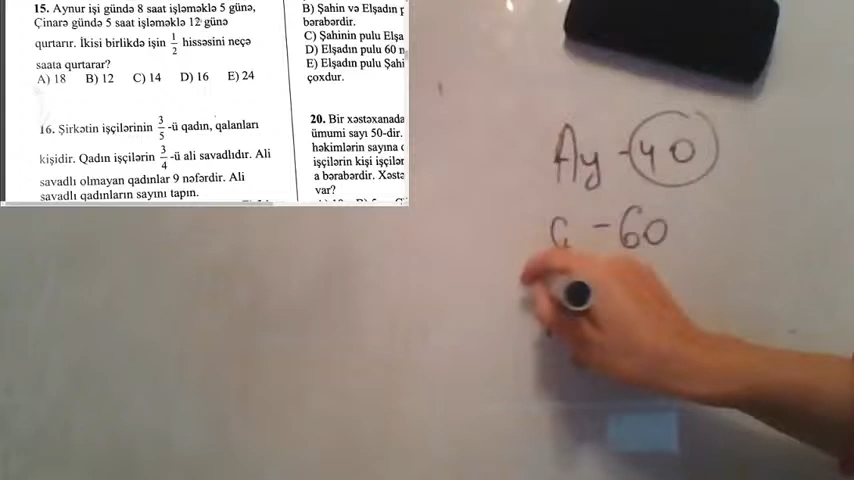 15. Aynur işi gündə 8 saat işləməklə 5 günə,
Çinarə gündə 5 saat işləməklə 12 günə
qurtarır. İkisi birlikdə işin 1/2 hissəsini neçə
saata qurtarar?
A) 18 B) 12 C) 14 D) 16 E) 24
16. Şirkətin işçilərinin 3/5 -ü qadın, qalanları
kişidir. Qadın işçilərin 3/4 -ü ali savadlıdır. Ali
savadlı olmayan qadınlar 9 nəfərdir. Ali
savadlı qadınların sayını tapın.
B) Şahin və Elşadın
bərabərdir.
C) Şahinin pulu Elşa
D) Elşadın pulu 60
E) Elşadın pulu Şahi
çoxdur.
20. Bir xəstəxanada
ümumi sayı 50-dir.
həkimlərin sayına
işçilərin kişi işçilər
a bərabərdir. Xəstə
var?
Ay - 40
Ç - 60